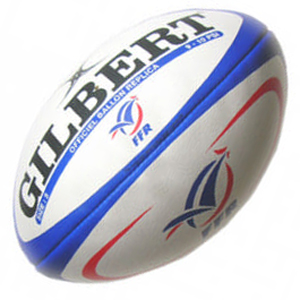 GILBERT
OFFICIEL BALLON REPLICA
9 - 10 PSI
FFR
FFR